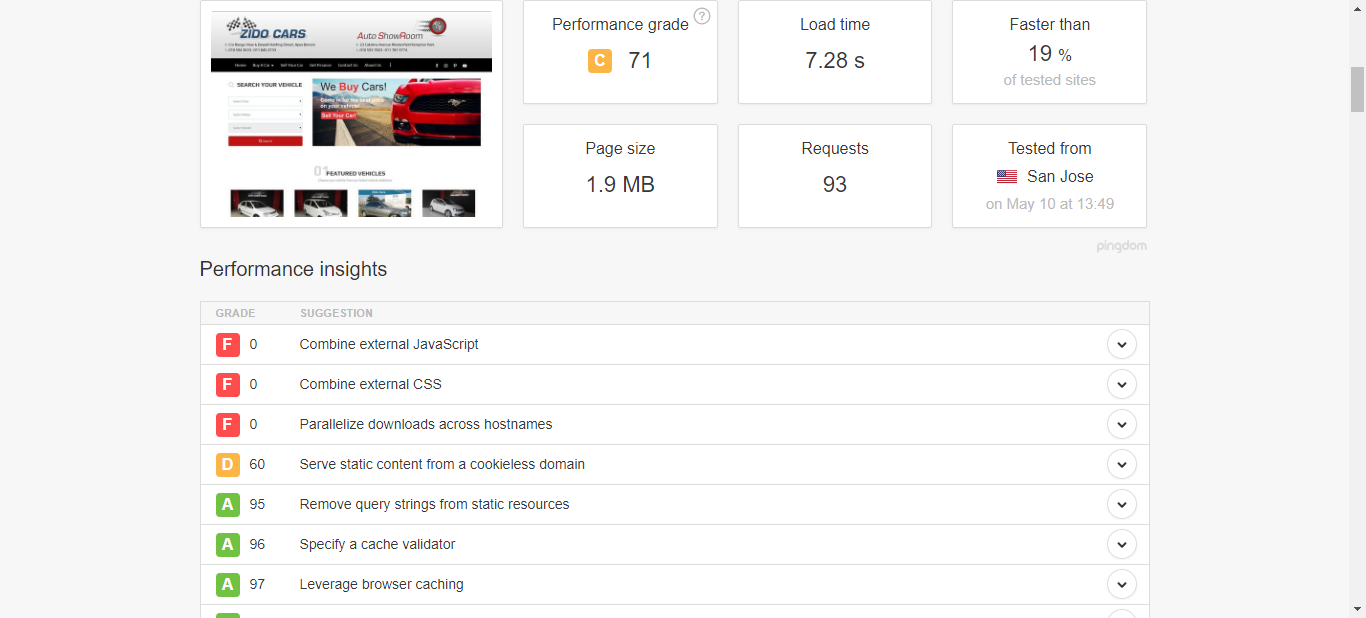 ZIDO CARS
Auto ShowRoom
Home Buy A Car Sell Your Car Get Finance Contact Us About Us
SEARCH YOUR VEHICLE
We Buy Cars!
Sell Your Car!
Search
01
FEATURED VEHICLES
Performance grade ?
C 71
Load time
7.28 s
Faster than
19 %
of tested sites
Page size
1.9 MB
Requests
93
Tested from
San Jose
on May 10 at 13:49
pingdom
Performance insights
GRADE SUGGESTION
F 0 Combine external JavaScript
F 0 Combine external CSS
F 0 Parallelize downloads across hostnames
D 60 Serve static content from a cookieless domain
A 95 Remove query strings from static resources
A 96 Specify a cache validator
A 97 Leverage browser caching